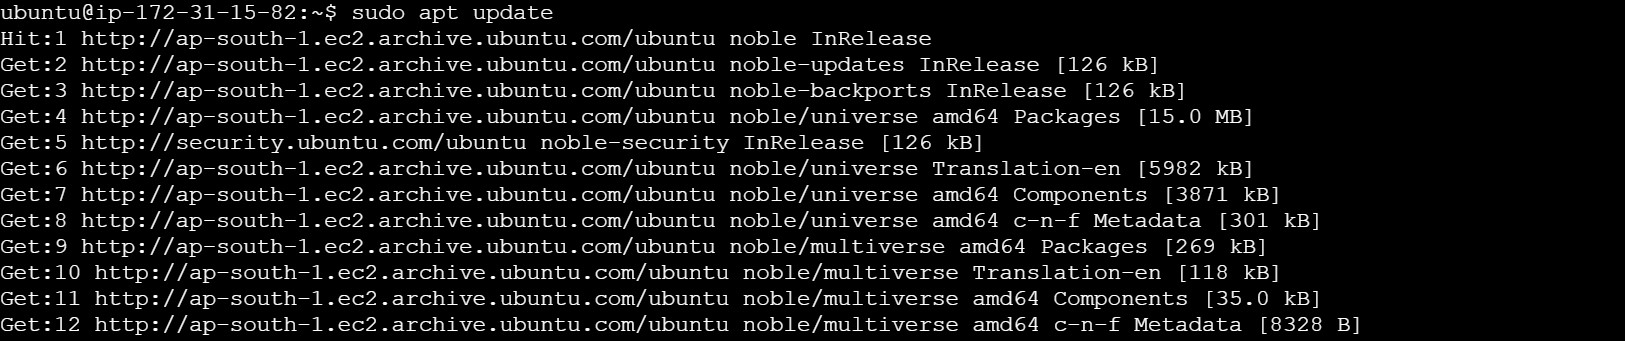 ubuntu@ip-172-31-15-82:~$ sudo apt update
Hit:1 http://ap-south-1.ec2.archive.ubuntu.com/ubuntu noble InRelease
Get:2 http://ap-south-1.ec2.archive.ubuntu.com/ubuntu noble-updates InRelease [126 kB]
Get:3 http://ap-south-1.ec2.archive.ubuntu.com/ubuntu noble-backports InRelease [126 kB]
Get:4 http://ap-south-1.ec2.archive.ubuntu.com/ubuntu noble/universe amd64 Packages [15.0 MB]
Get:5 http://security.ubuntu.com/ubuntu noble-security InRelease [126 kB]
Get:6 http://ap-south-1.ec2.archive.ubuntu.com/ubuntu noble/universe Translation-en [5982 kB]
Get:7 http://ap-south-1.ec2.archive.ubuntu.com/ubuntu noble/universe amd64 Components [3871 kB]
Get:8 http://ap-south-1.ec2.archive.ubuntu.com/ubuntu noble/universe amd64 c-n-f Metadata [301 kB]
Get:9 http://ap-south-1.ec2.archive.ubuntu.com/ubuntu noble/multiverse amd64 Packages [269 kB]
Get:10 http://ap-south-1.ec2.archive.ubuntu.com/ubuntu noble/multiverse Translation-en [118 kB]
Get:11 http://ap-south-1.ec2.archive.ubuntu.com/ubuntu noble/multiverse amd64 Components [35.0 kB]
Get:12 http://ap-south-1.ec2.archive.ubuntu.com/ubuntu noble/multiverse amd64 c-n-f Metadata [8328 B]